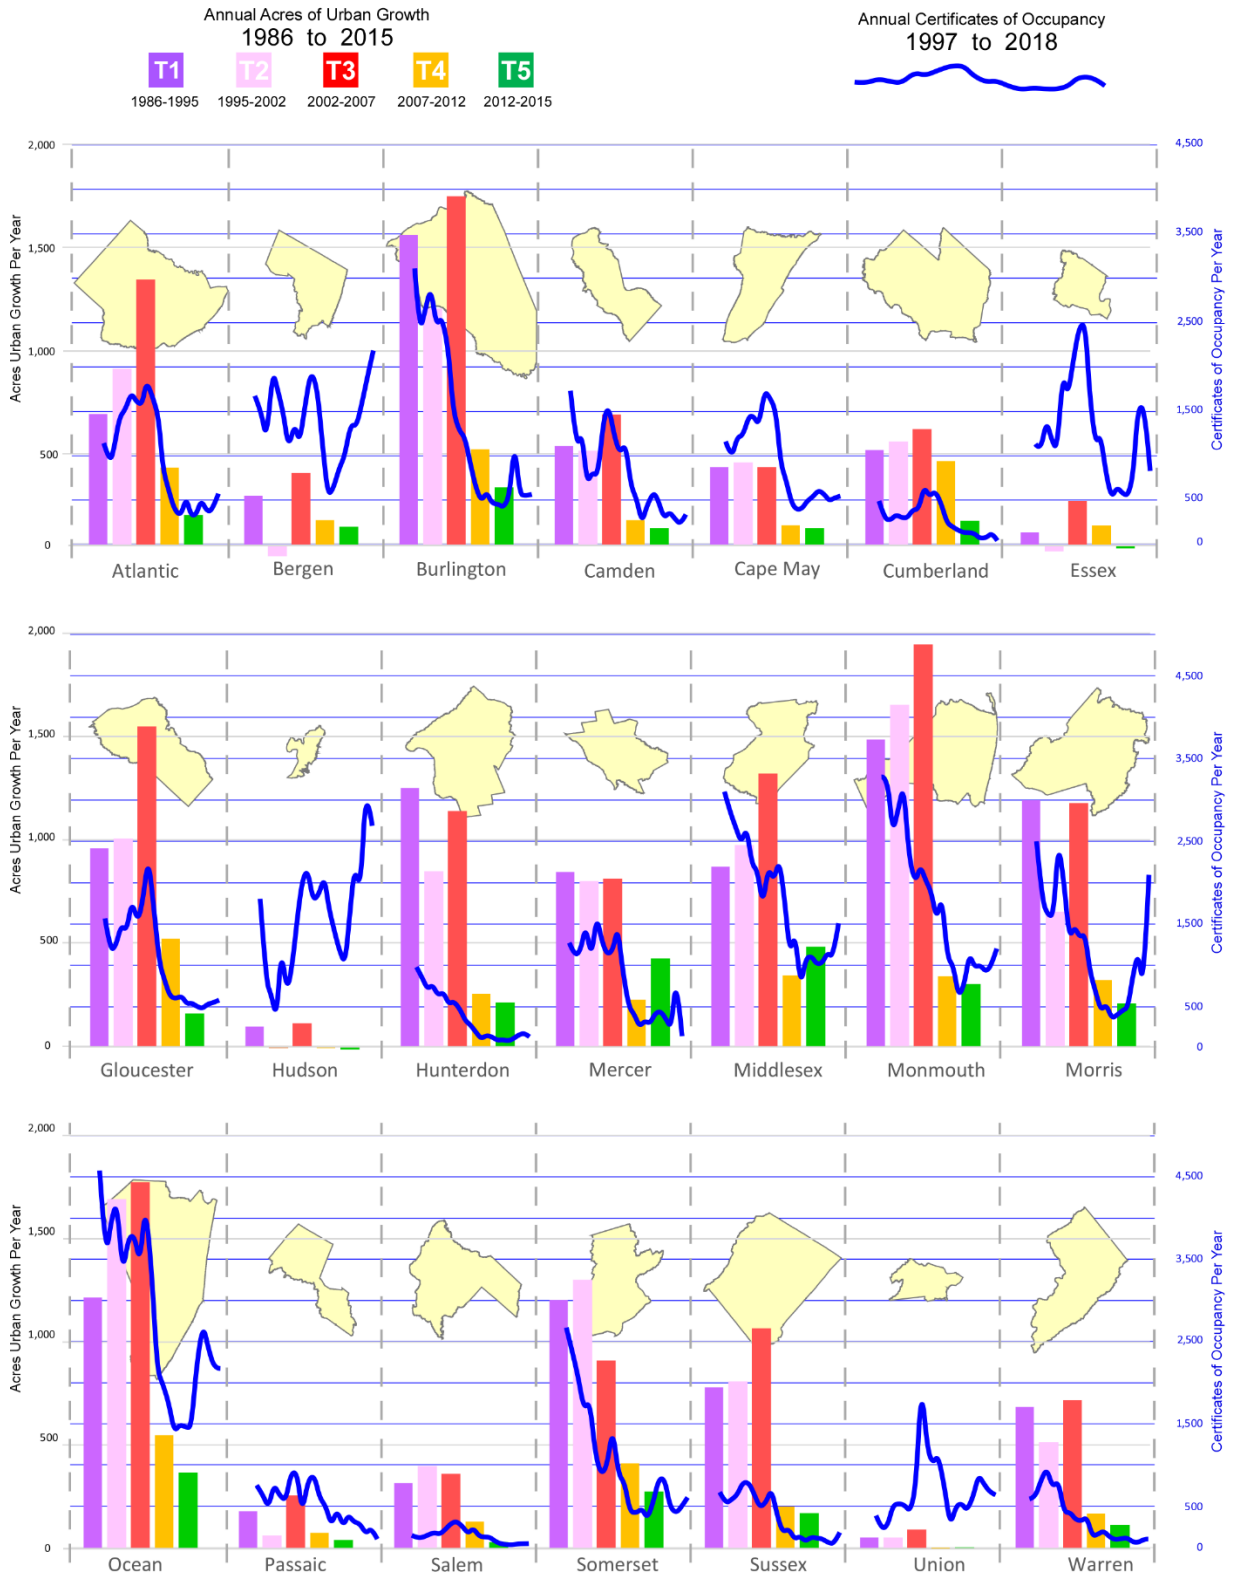 Annual Acres of Urban Growth
1986 to 2015
T1 T2 T3 T4 T5
1986-1995 1995-2002 2002-2007 2007-2012 2012-2015
Annual Certificates of Occupancy
1997 to 2018
Acres Urban Growth Per Year
2,000
1,500
1,000
500
0
4,500
3,500
2,500
1,500
500
0
Certificates of Occupancy Per Year
Atlantic Bergen Burlington Camden Cape May Cumberland Essex
Acres Urban Growth Per Year
2,000
1,500
1,000
500
0
4,500
3,500
2,500
1,500
500
0
Certificates of Occupancy Per Year
Gloucester Hudson Hunterdon Mercer Middlesex Monmouth Morris
Acres Urban Growth Per Year
2,000
1,500
1,000
500
0
4,500
3,500
2,500
1,500
500
0
Certificates of Occupancy Per Year
Ocean Passaic Salem Somerset Sussex Union Warren